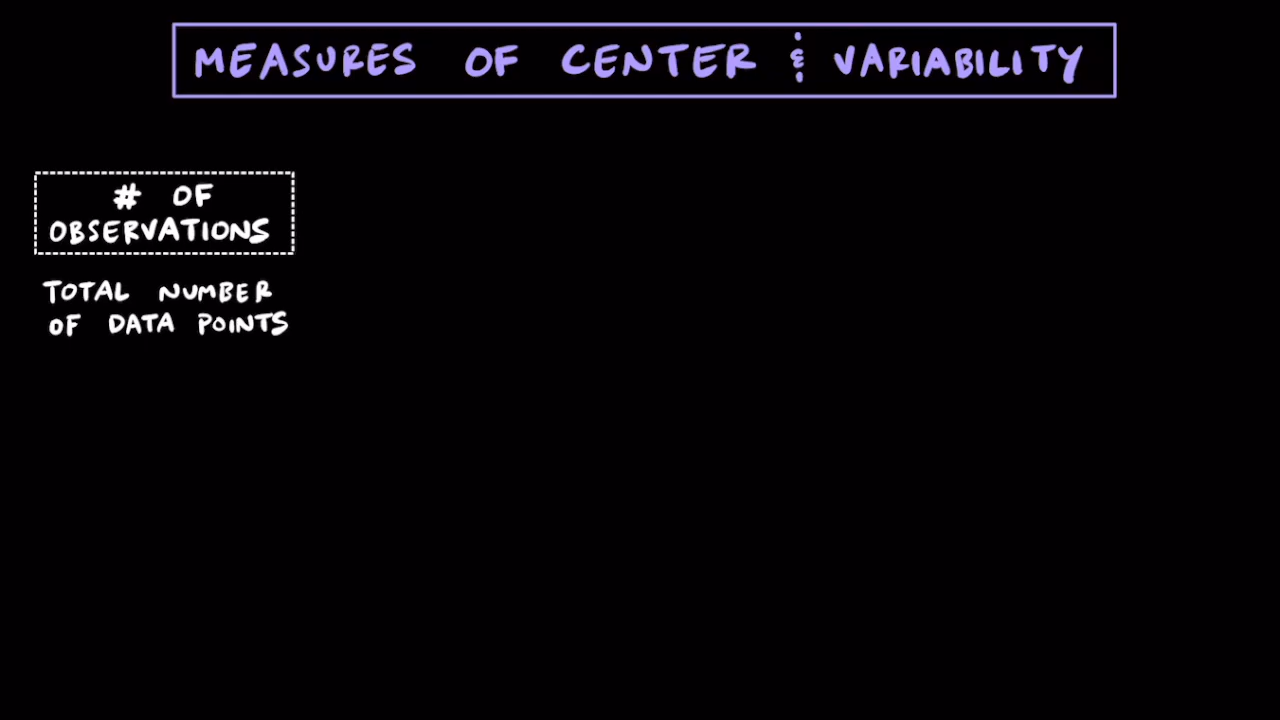 MEASURES OF CENTER & VARIABILITY
# OF
OBSERVATIONS
TOTAL NUMBER
OF DATA POINTS